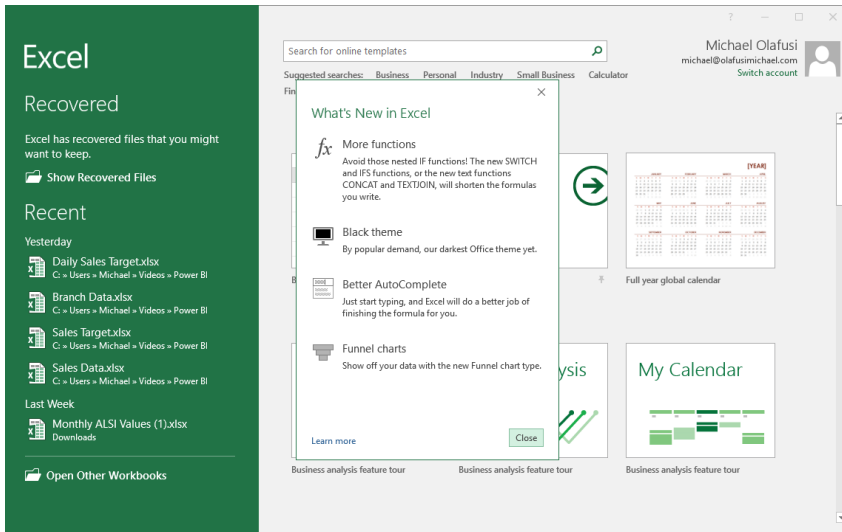 Excel
Recovered
Excel has recovered files that you might
want to keep.
Show Recovered Files
Recent
Yesterday
Daily Sales Target.xlsx
C: » Users » Michael » Videos » Power BI
Branch Data.xlsx
C: » Users » Michael » Videos » Power BI
Sales Target.xlsx
C: » Users » Michael » Videos » Power BI
Sales Data.xlsx
C: » Users » Michael » Videos » Power BI
Last Week
Monthly ALSI Values (1).xlsx
Downloads
Open Other Workbooks
Search for online templates
Suggested searches: Business Personal Industry Small Business Calculator
Michael Olafusi
michael@olafusimichael.com
Switch account
What's New in Excel
More functions
Avoid those nested IF functions! The new SWITCH
and IFS functions, or the new text functions
CONCAT and TEXTJOIN, will shorten the formulas
you write.
Black theme
By popular demand, our darkest Office theme yet.
Better AutoComplete
Just start typing, and Excel will do a better job of
finishing the formula for you.
Funnel charts
Show off your data with the new Funnel chart type.
Learn more
Close
[YEAR]
Full year global calendar
ysis
My Calendar
Business analysis feature tour
Business analysis feature tour
Business analysis feature tour